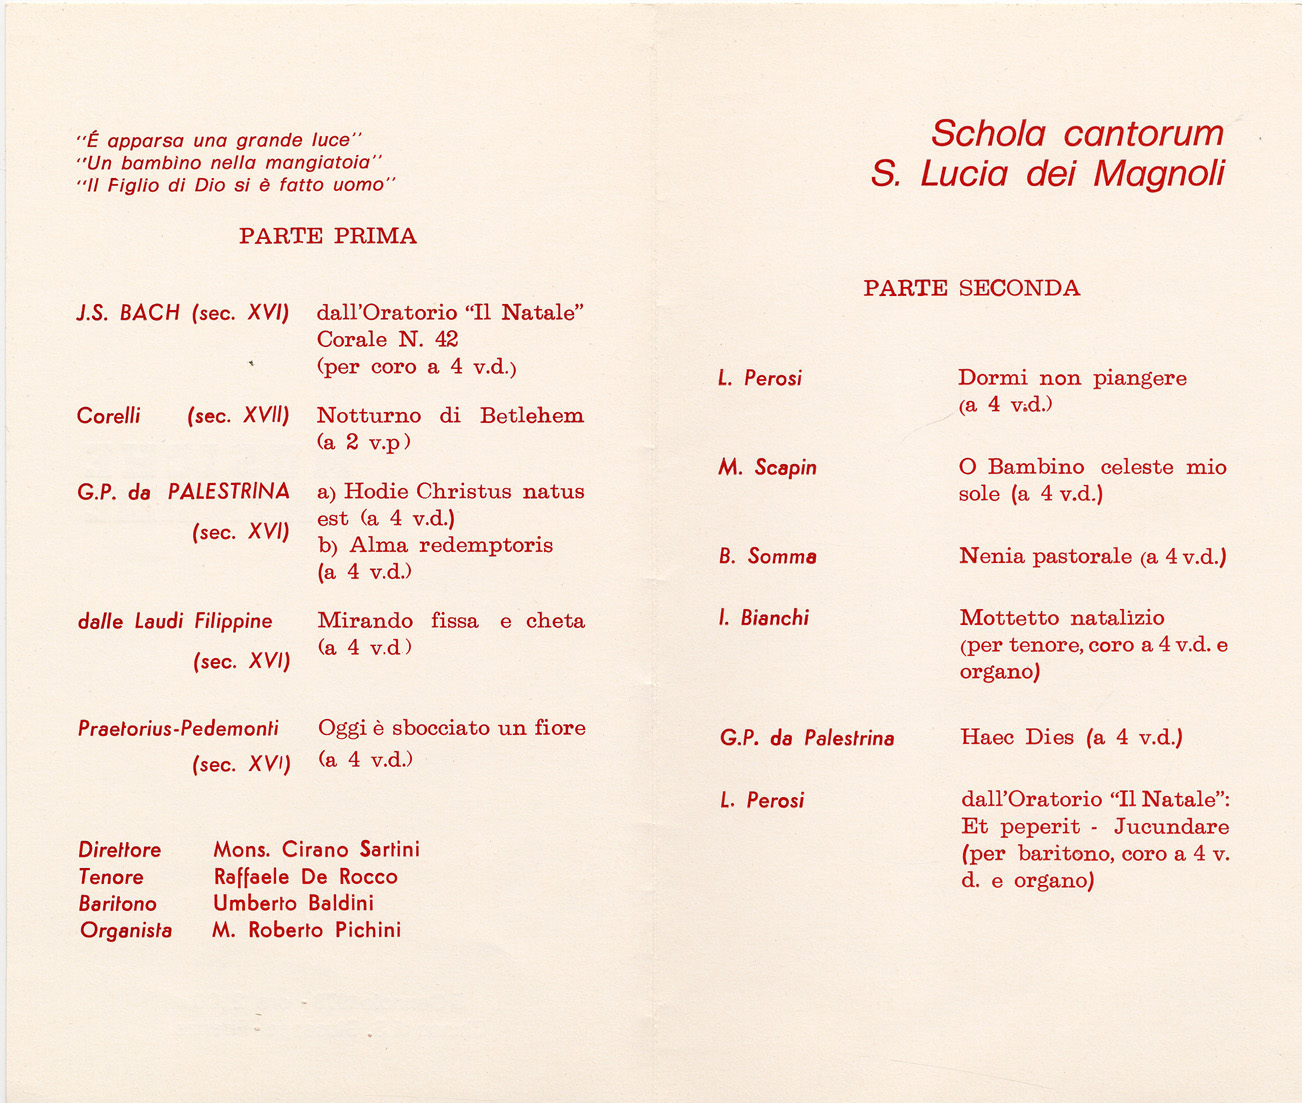 “É apparsa una grande luce”
“Un bambino nella mangiatoia”
“Il Figlio di Dio si è fatto uomo”
PARTE PRIMA
J.S. BACH (sec. XVI) dall'Oratorio “Il Natale”
Corale N. 42
(per coro a 4 v.d.)
Corelli (sec. XVII) Notturno di Betlehem
(a 2 v.p)
G.P. da PALESTRINA a) Hodie Christus natus
est (a 4 v.d.)
(sec. XVI)
b) Alma redemptoris
(a 4 v.d.)
dalle Laudi Filippine Mirando fissa e cheta
(a 4 v.d)
(sec. XVI)
Praetorius-Pedemonti Oggi è sbocciato un fiore
(sec. XVI) (a 4 v.d.)
Direttore Mons. Cirano Sartini
Tenore Raffaele De Rocco
Baritono Umberto Baldini
Organista M. Roberto Pichini
Schola cantorum
S. Lucia dei Magnoli
PARTE SECONDA
L. Perosi Dormi non piangere
(a 4 v.d.)
M. Scapin O Bambino celeste mio
sole (a 4 v.d.)
B. Somma Nenia pastorale (a 4 v.d.)
I. Bianchi Mottetto natalizio
(per tenore, coro a 4 v.d. e
organo)
G.P. da Palestrina Haec Dies (a 4 v.d.)
L. Perosi dall'Oratorio “Il Natale”:
Et peperit - Jucundare
(per baritono, coro a 4 v.
d. e organo)